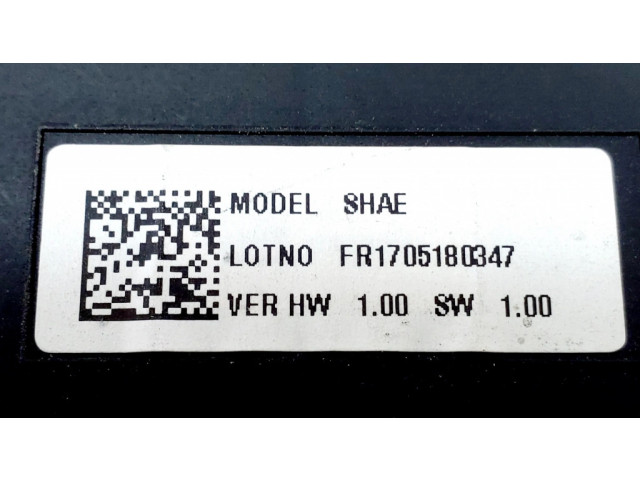 MODEL SHAE
LOTNO FR1705180347
VER HW 1.00 SW 1.00